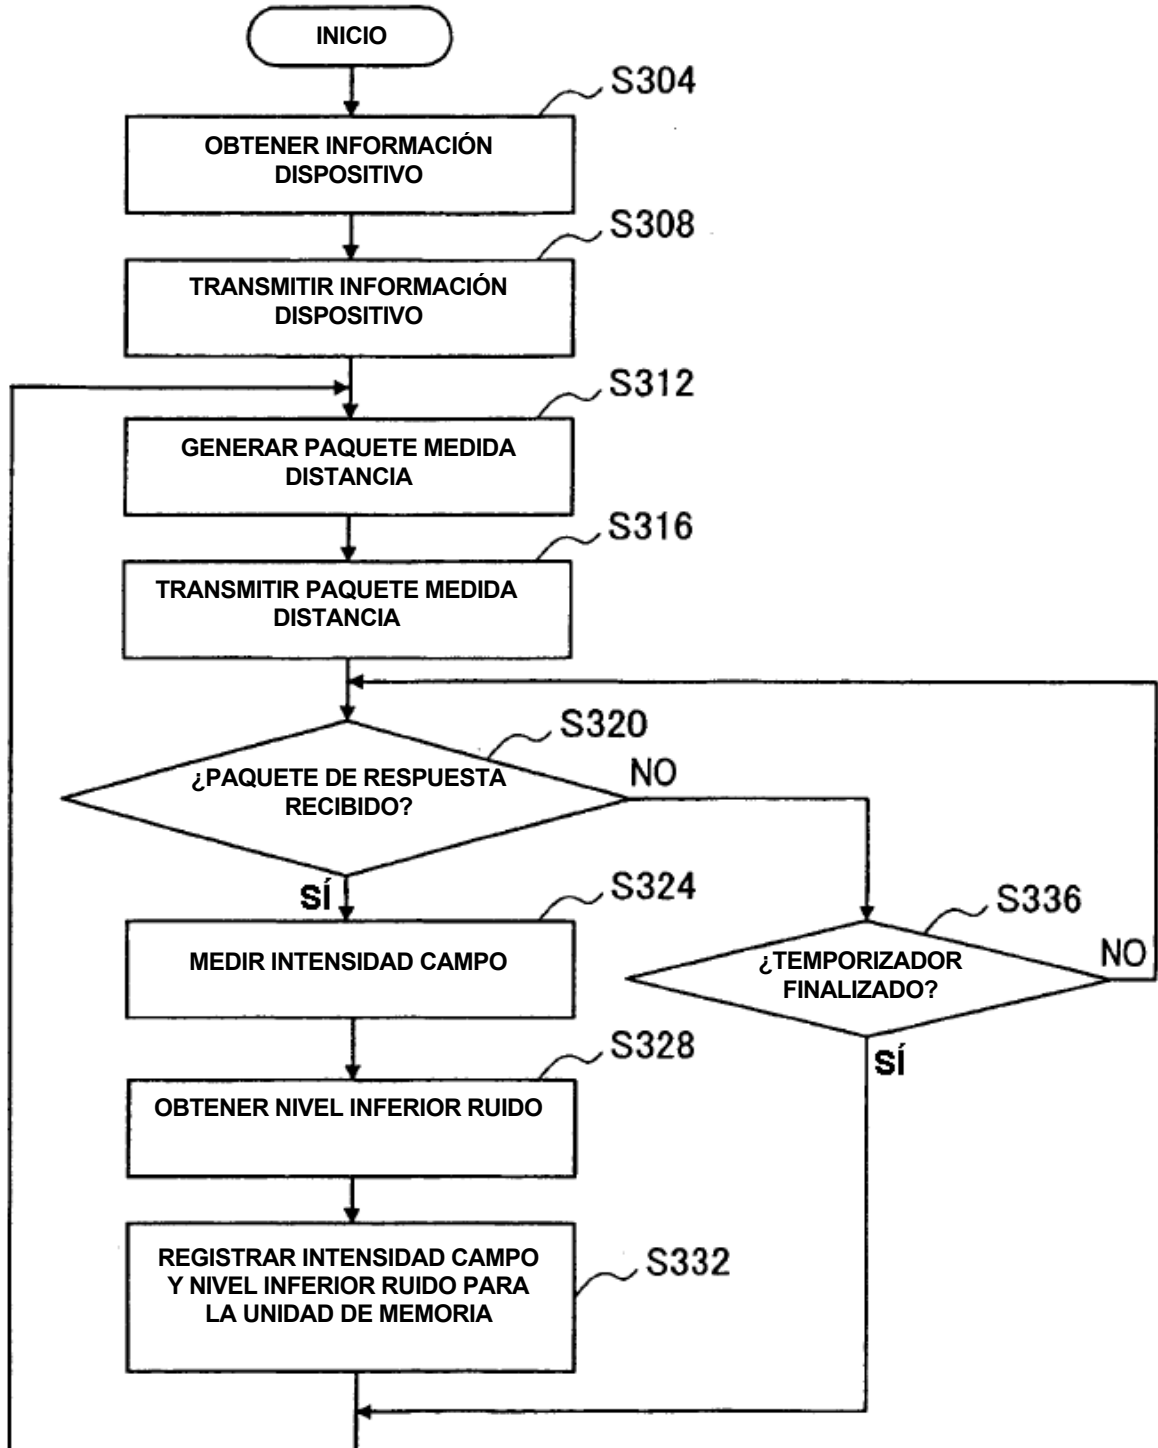 INICIO
S304
OBTENER INFORMACIÓN
DISPOSITIVO
S308
TRANSMITIR INFORMACIÓN
DISPOSITIVO
S312
GENERAR PAQUETE MEDIDA
DISTANCIA
S316
TRANSMITIR PAQUETE MEDIDA
DISTANCIA
S320
¿PAQUETE DE RESPUESTA
RECIBIDO?
NO
SÍ
S324
MEDIR INTENSIDAD CAMPO
S336
¿TEMPORIZADOR
FINALIZADO?
NO
SÍ
S328
OBTENER NIVEL INFERIOR RUIDO
S332
REGISTRAR INTENSIDAD CAMPO
Y NIVEL INFERIOR RUIDO PARA
LA UNIDAD DE MEMORIA